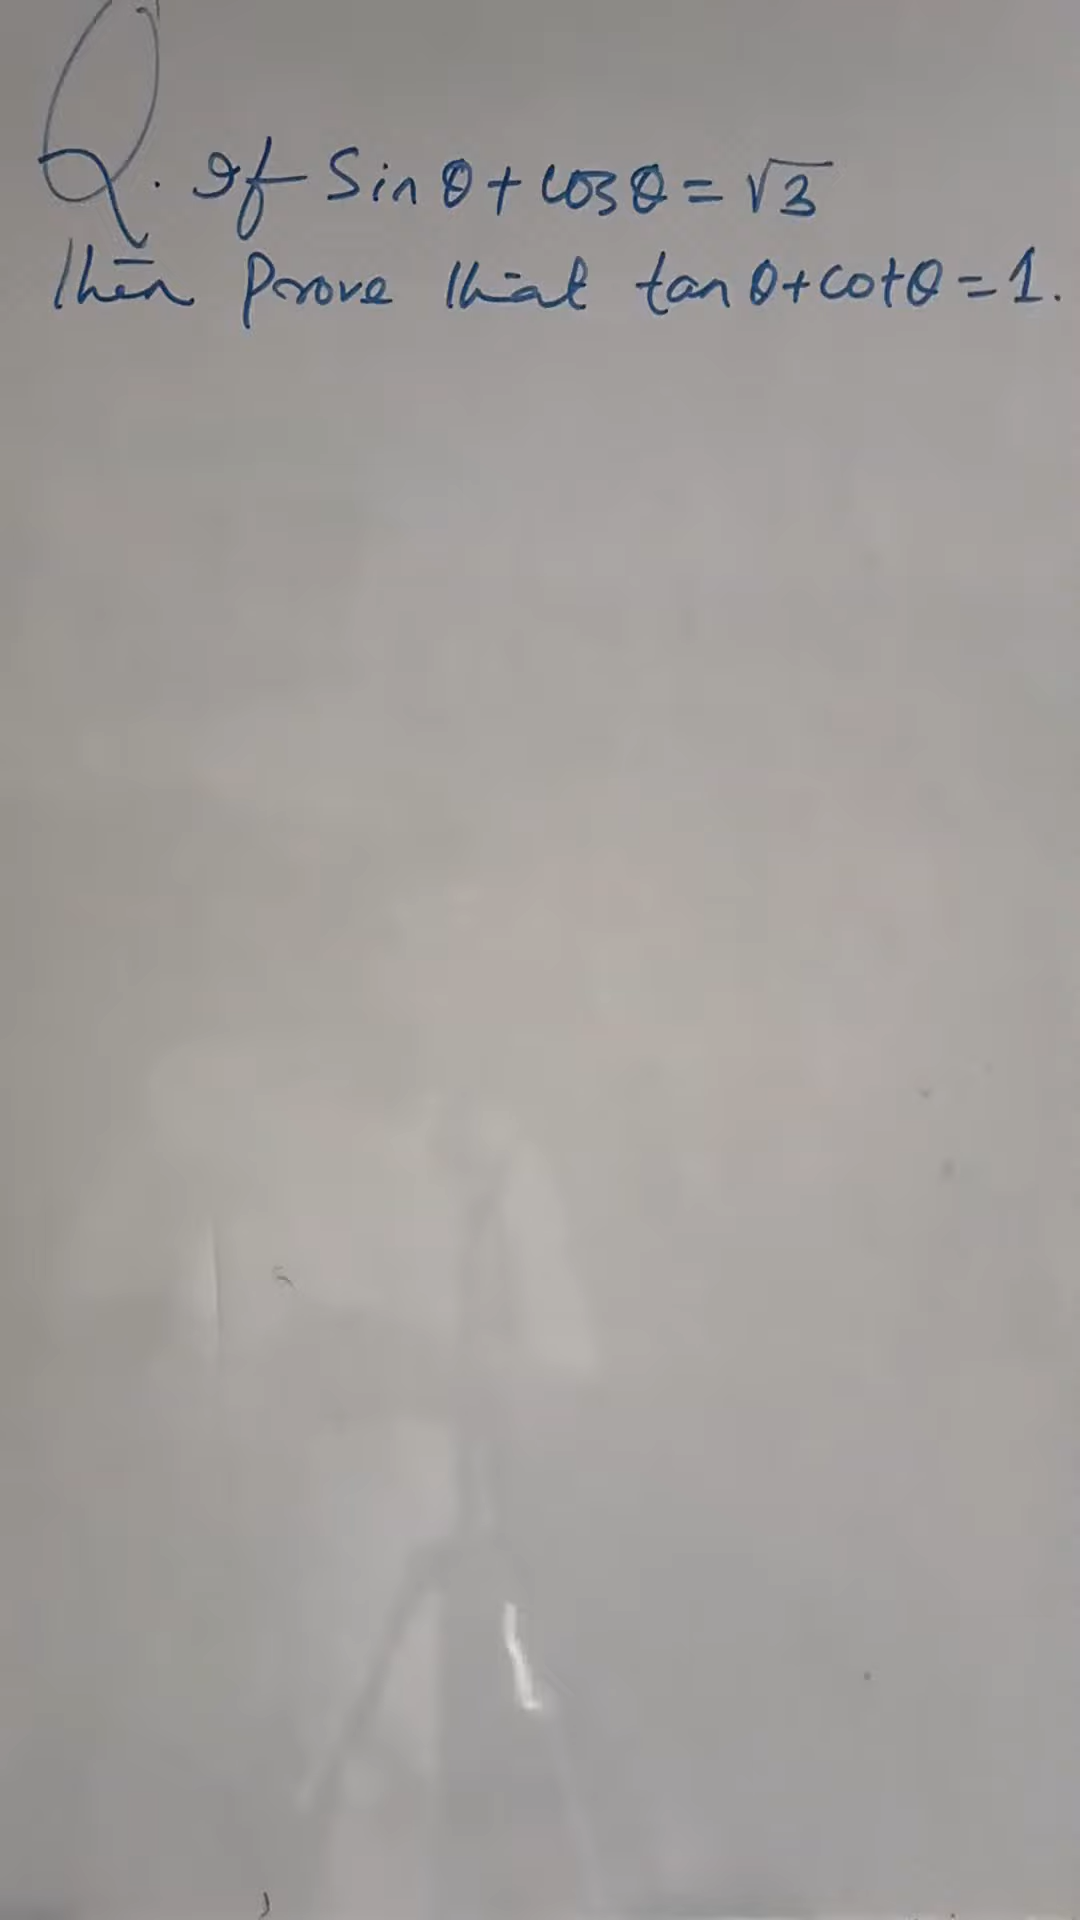 Q. If Sin θ + cos θ = √3
Then Prove that tan θ + cot θ = 1.